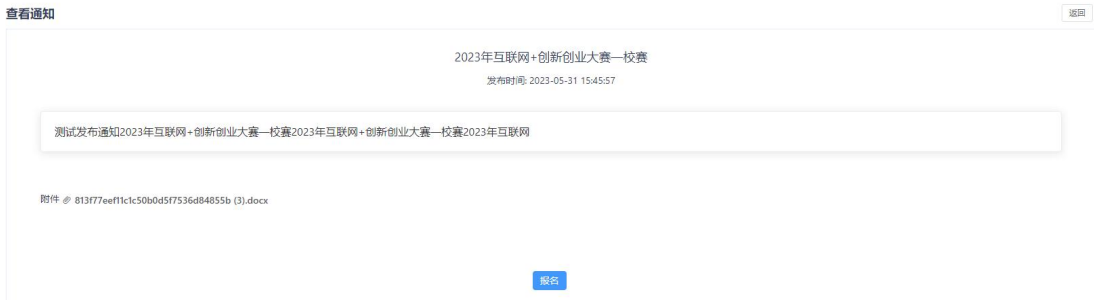 查看通知
返回
2023年互联网+创新创业大赛—校赛
发布时间: 2023-05-31 15:45:57
测试发布通知2023年互联网+创新创业大赛—校赛2023年互联网+创新创业大赛—校赛2023年互联网
附件 813f77eef11c1c50b0d5f7536d84855b (3).docx
报名